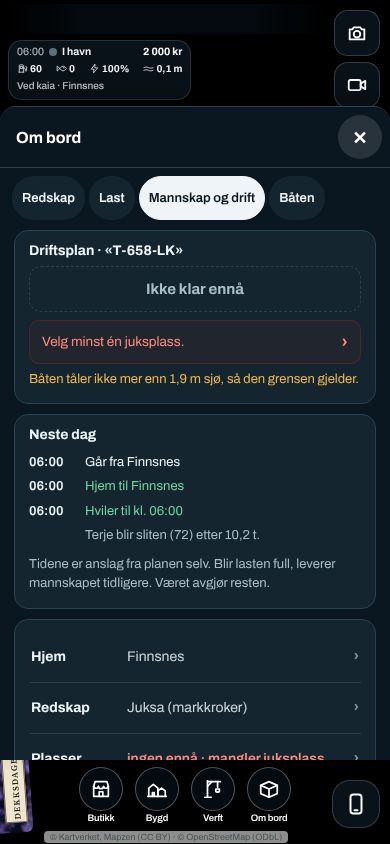 06:00 I havn 2 000 kr
60 0 100% 0,1 m
Ved kaia · Finnsnes
Om bord
Redskap Last Mannskap og drift Båten
Driftsplan · «T-658-LK»
Ikke klar ennå
Velg minst én juksplass.
Båten tåler ikke mer enn 1,9 m sjø, så den grensen gjelder.
Neste dag
06:00 Går fra Finnsnes
06:00 Hjem til Finnsnes
06:00 Hviler til kl. 06:00
Terje blir sliten (72) etter 10,2 t.
Tidene er anslag fra planen selv. Blir lasten full, leverer
mannskapet tidligere. Været avgjør resten.
Hjem Finnsnes
Redskap Juksa (markkroker)
Plasser ingen ennå · mangler juksplass
DEKKSDAGB
Butikk Bygd Verft Om bord
© Kartverket, Mapzen (CC BY) · © OpenStreetMap (ODbL)